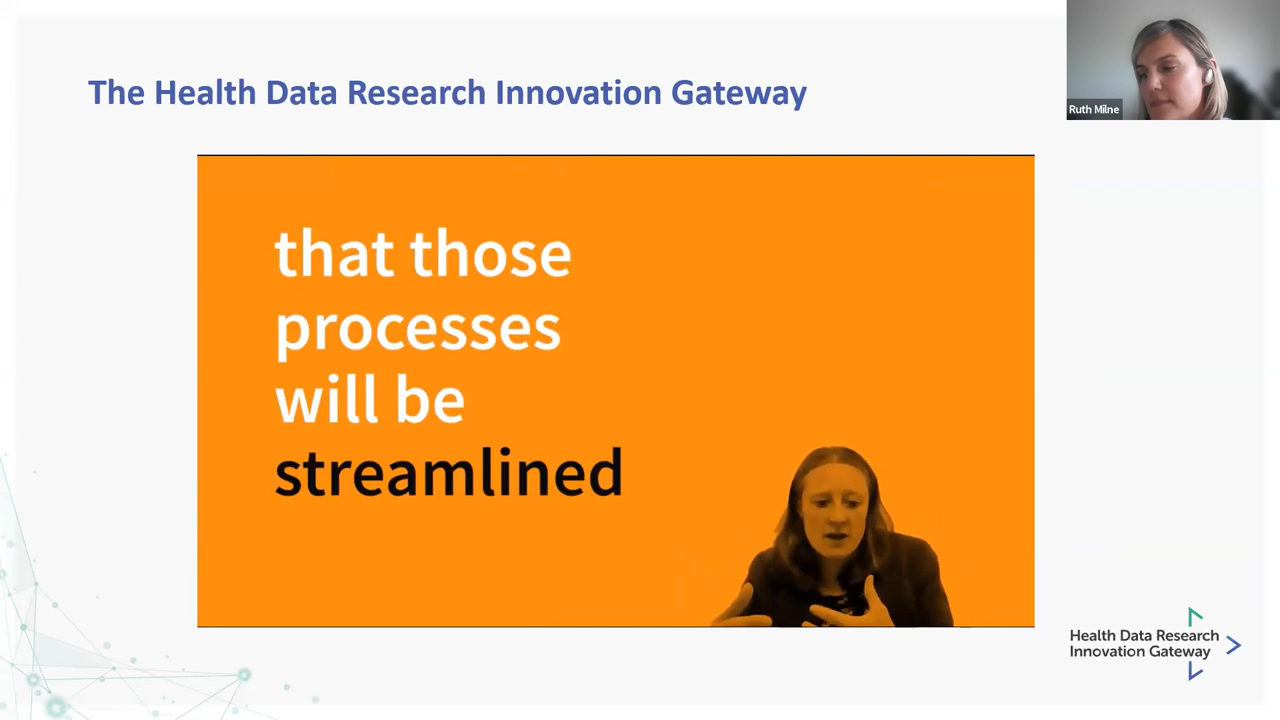 The Health Data Research Innovation Gateway
Ruth Milne
that those
processes
will be
streamlined
Health Data Research
Innovation Gateway